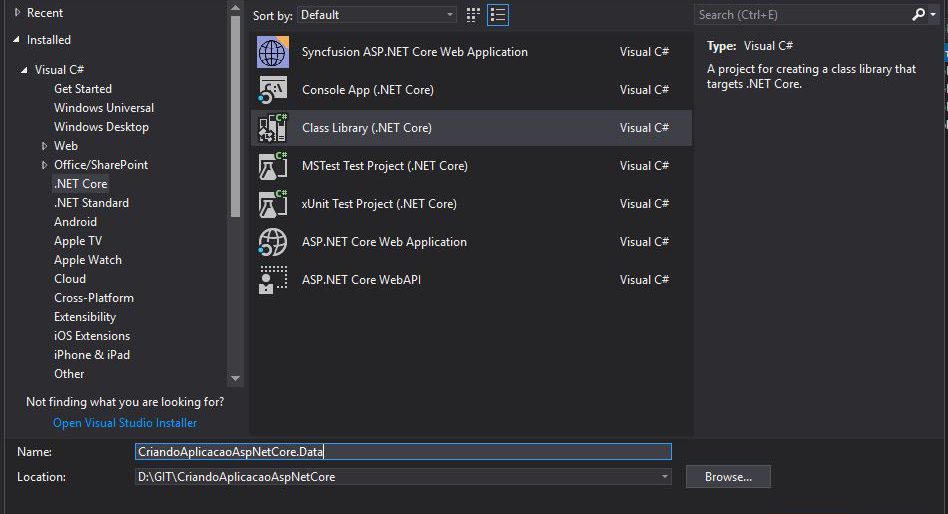 Recent
Installed
Visual C#
Get Started
Windows Universal
Windows Desktop
Web
Office/SharePoint
.NET Core
.NET Standard
Android
Apple TV
Apple Watch
Cloud
Cross-Platform
Extensibility
iOS Extensions
iPhone & iPad
Other
Not finding what you are looking for?
Open Visual Studio Installer
Sort by: Default
Syncfusion ASP.NET Core Web Application Visual C#
Console App (.NET Core) Visual C#
Class Library (.NET Core) Visual C#
MSTest Test Project (.NET Core) Visual C#
xUnit Test Project (.NET Core) Visual C#
ASP.NET Core Web Application Visual C#
ASP.NET Core WebAPI Visual C#
Search (Ctrl+E)
Type: Visual C#
A project for creating a class library that
targets .NET Core.
Name: CriandoAplicacaoAspNetCore.Data
Location: D:\GIT\CriandoAplicacaoAspNetCore
Browse...